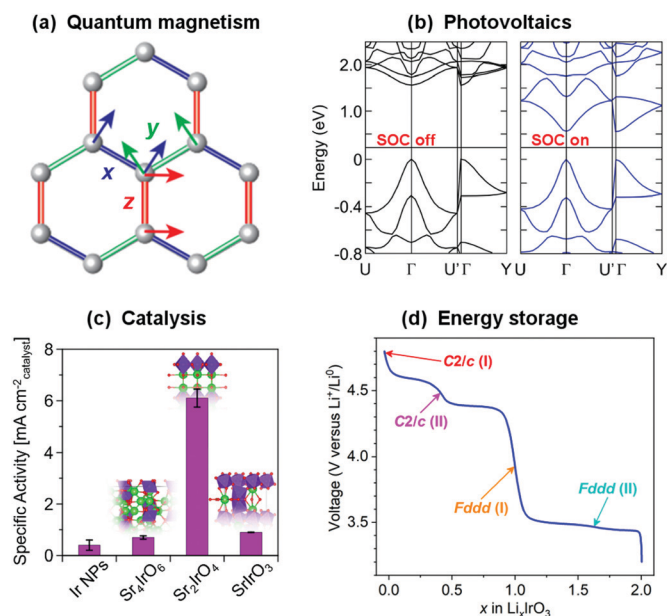 (a) Quantum magnetism
x
y
z
(b) Photovoltaics
Energy (eV)
2.0
1.0
0
-0.4
-0.8
SOC off
SOC on
U Γ U' Γ Y
U Γ U' Γ Y
(c) Catalysis
Specific Activity [mA cm⁻²catalyst]
8
6
4
2
0
Ir NPs
Sr₄IrO₆
Sr₂IrO₄
SrIrO₃
(d) Energy storage
Voltage (V versus Li⁺/Li⁰)
4.5
4.0
3.5
C2/c (I)
C2/c (II)
Fddd (I)
Fddd (II)
0.0 0.5 1.0 1.5 2.0
x in LiₓIrO₃